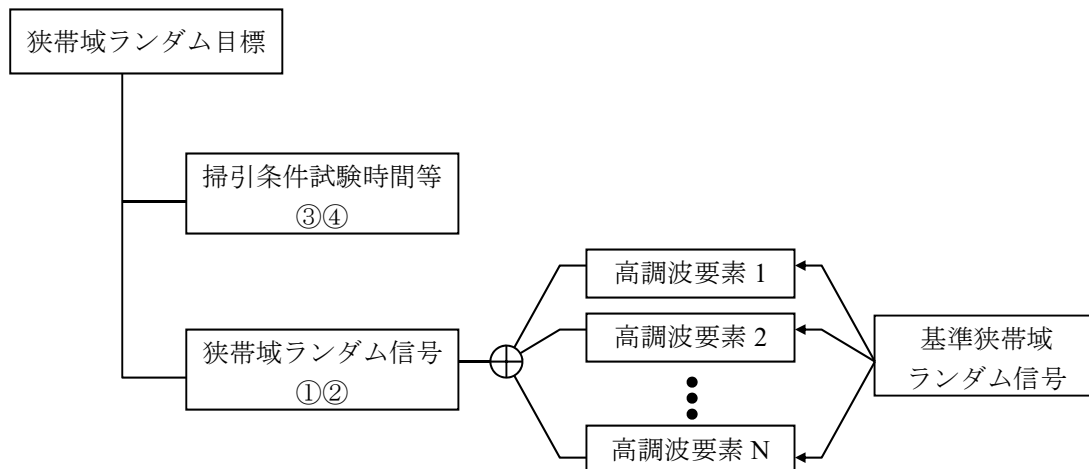 狭帯域ランダム目標
掃引条件試験時間等
③④
高調波要素 1
狭帯域ランダム信号
①②
高調波要素 2
基準狭帯域
ランダム信号
高調波要素 N